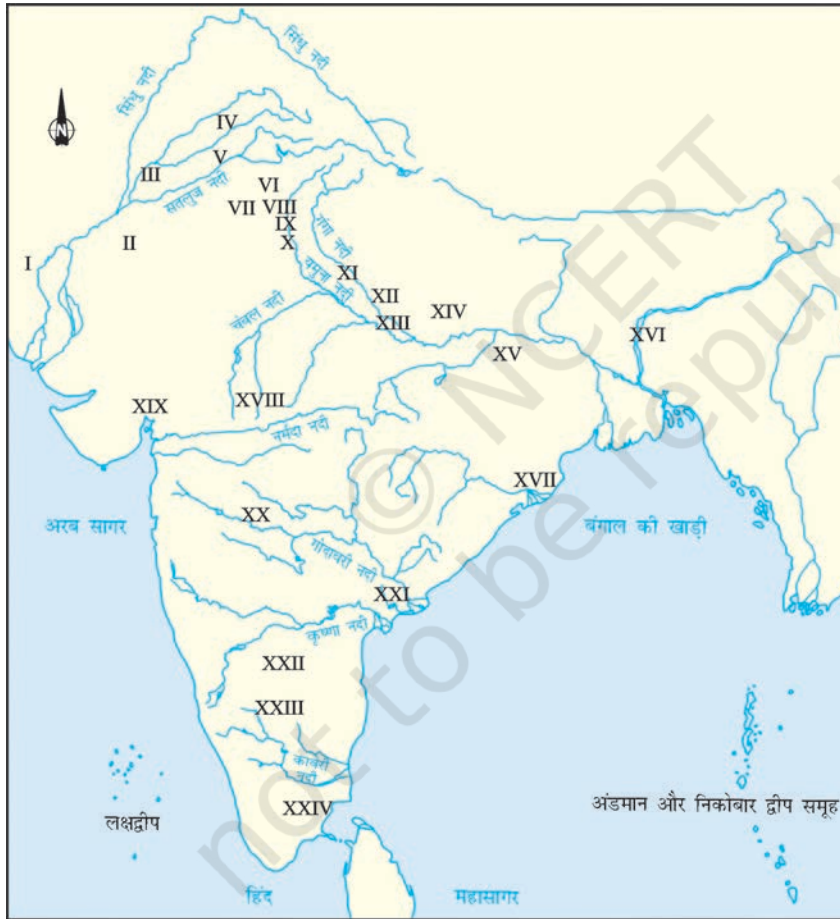 सिंधु नदी
सिंधु नदी
N
IV
V
III
सतलुज नदी
VI
VII VIII
IX
X
I
II
गंगा नदी
यमुना नदी
XI
XII
XIII
XIV
XV
XVI
चंबल नदी
XVIII
XIX
नर्मदा नदी
XVII
XX
अरब सागर
बंगाल की खाड़ी
गोदावरी नदी
XXI
कृष्णा नदी
XXII
XXIII
कावेरी
नदी
XXIV
लक्षद्वीप
अंडमान और निकोबार द्वीप समूह
हिंद महासागर
© NCERT
not to be republ